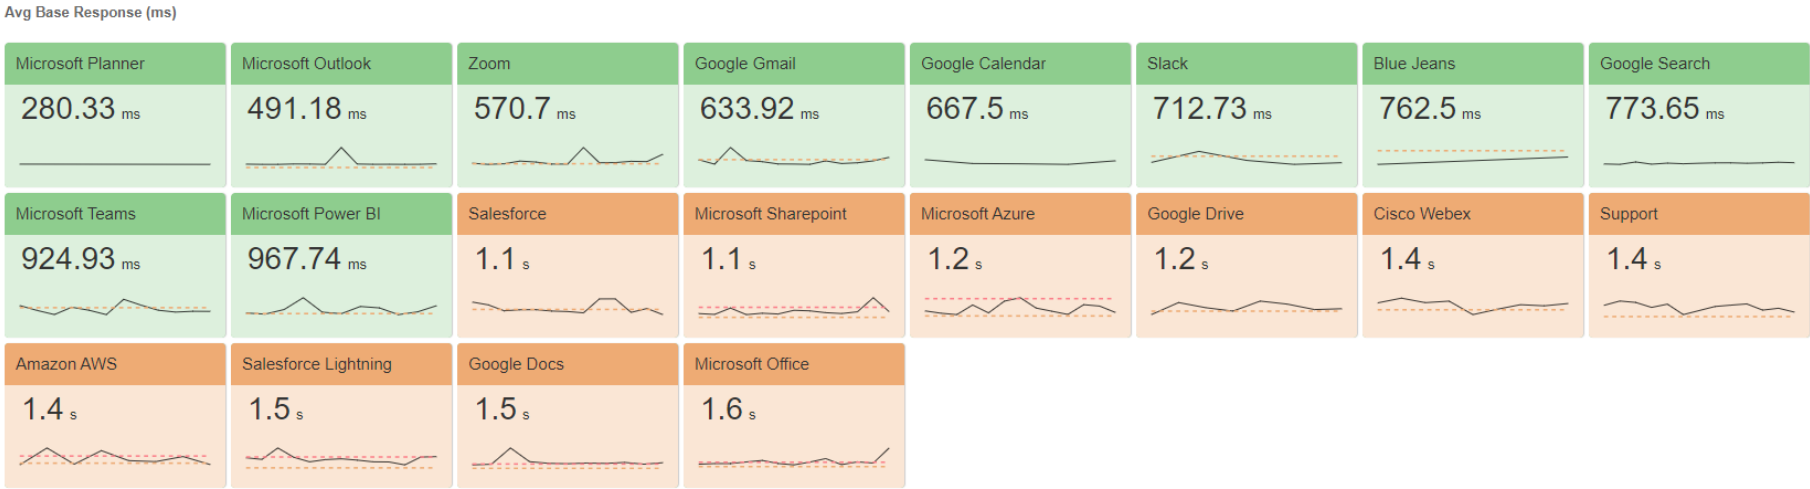 Avg Base Response (ms)
Microsoft Planner
280.33 ms
Microsoft Outlook
491.18 ms
Zoom
570.7 ms
Google Gmail
633.92 ms
Google Calendar
667.5 ms
Slack
712.73 ms
Blue Jeans
762.5 ms
Google Search
773.65 ms
Microsoft Teams
924.93 ms
Microsoft Power BI
967.74 ms
Salesforce
1.1 s
Microsoft Sharepoint
1.1 s
Microsoft Azure
1.2 s
Google Drive
1.2 s
Cisco Webex
1.4 s
Support
1.4 s
Amazon AWS
1.4 s
Salesforce Lightning
1.5 s
Google Docs
1.5 s
Microsoft Office
1.6 s